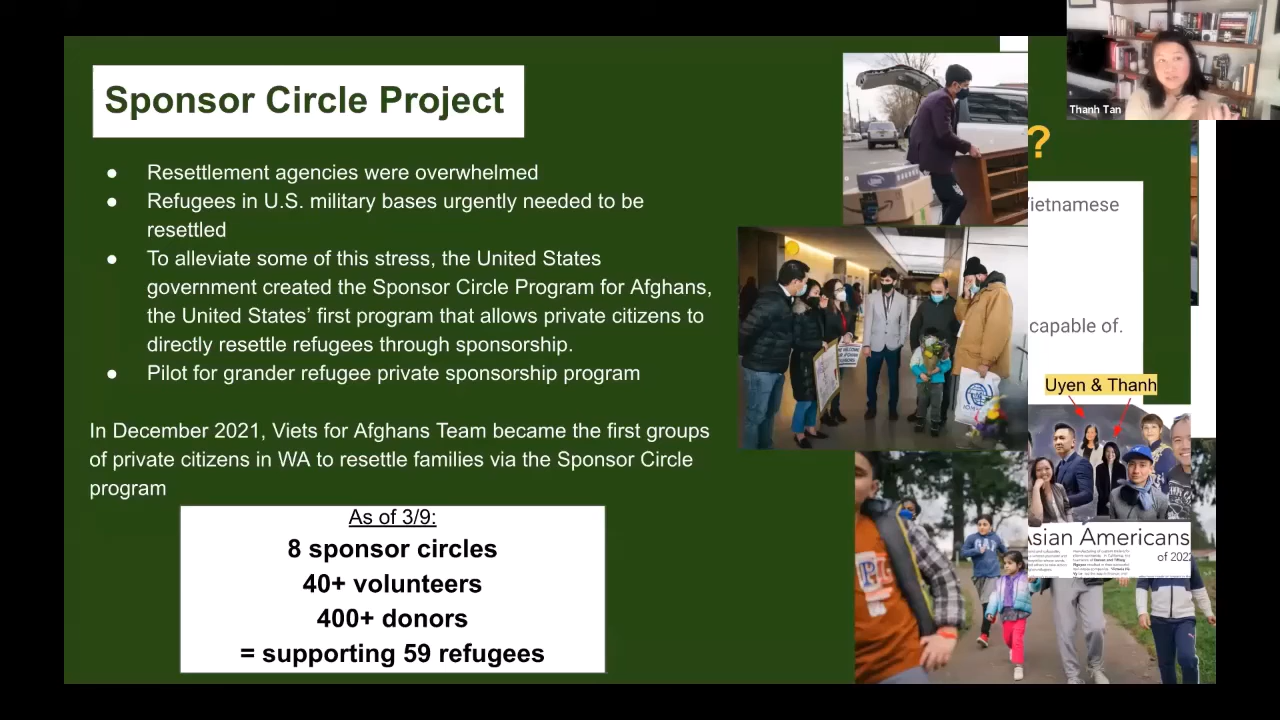 Sponsor Circle Project
● Resettlement agencies were overwhelmed
● Refugees in U.S. military bases urgently needed to be
resettled
● To alleviate some of this stress, the United States
government created the Sponsor Circle Program for Afghans,
the United States’ first program that allows private citizens to
directly resettle refugees through sponsorship.
● Pilot for grander refugee private sponsorship program
In December 2021, Viets for Afghans Team became the first groups
of private citizens in WA to resettle families via the Sponsor Circle
program
As of 3/9:
8 sponsor circles
40+ volunteers
400+ donors
= supporting 59 refugees
Thanh Tan
?
ietnamese
capable of.
Uyen & Thanh
sian Americans
of 202